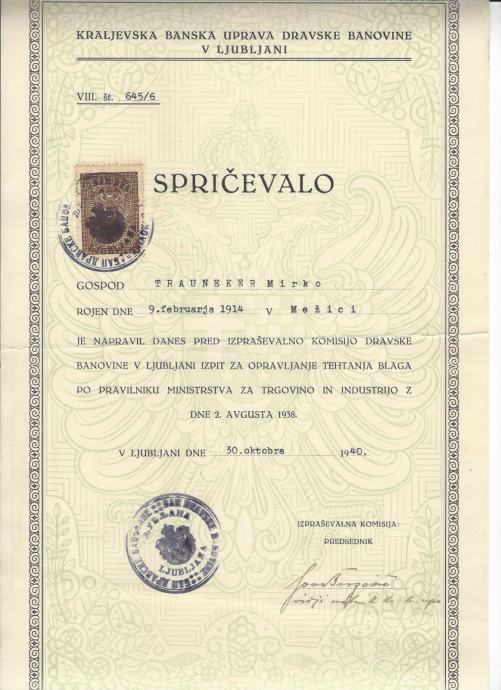 KRALJEVSKA BANSKA UPRAVA DRAVSKE BANOVINE
V LJUBLJANI
VIII. št. 645/6
SPRIČEVALO
GOSPOD TRAUNEKER Mirko
ROJEN DNE 9.februarja 1914 V Mežici
JE NAPRAVIL DANES PRED IZPRAŠEVALNO KOMISIJO DRAVSKE
BANOVINE V LJUBLJANI IZPIT ZA OPRAVLJANJE TEHTANJA BLAGA
PO PRAVILNIKU MINISTRSTVA ZA TRGOVINO IN INDUSTRIJO Z
DNE 2. AVGUSTA 1938.
V LJUBLJANI DNE 30.oktobra 1940.
IZPRAŠEVALNA KOMISIJA:
PREDSEDNIK
ЉУБЉАНА
LJUBLJANA